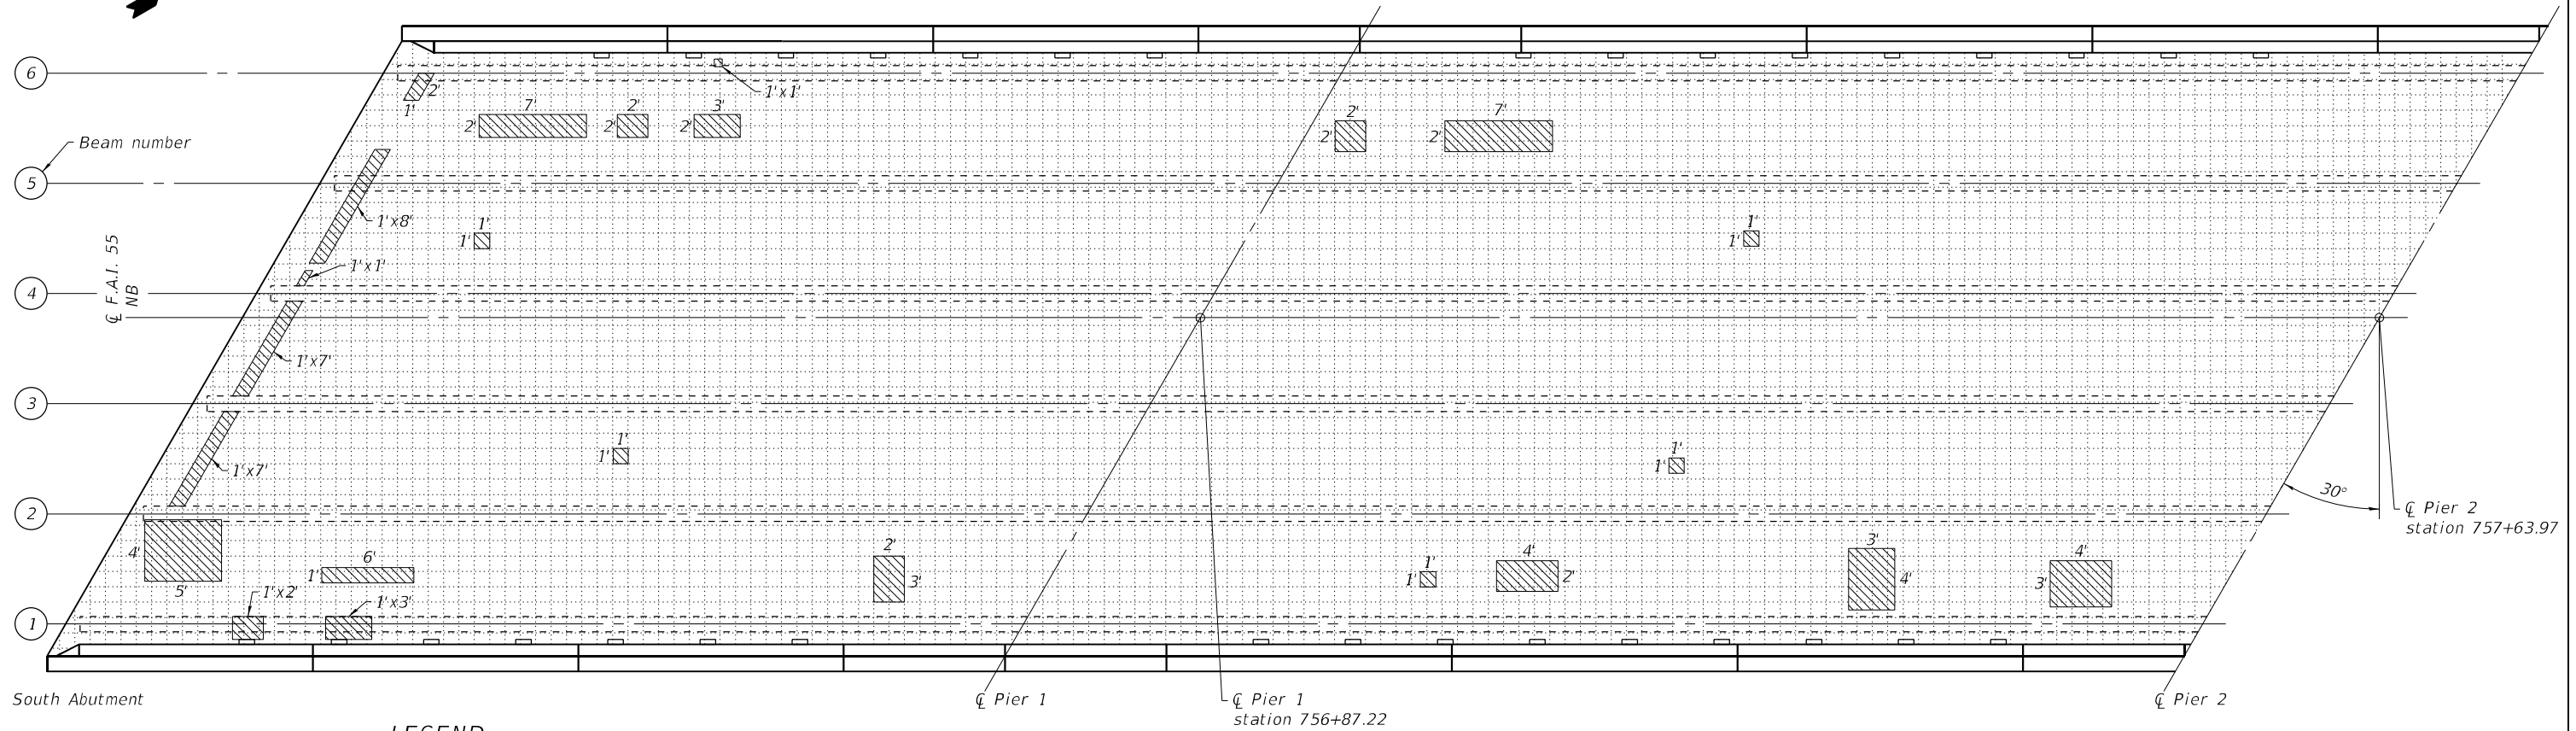 6
2'
1'
1'x1'
7'
2'
2'
2'
3'
2'
2'
2'
7'
2'
Beam number
5
1'x8'
1'
1'
1'
1'
1'x1'
F.A.I. 55
NB
4
℄
1'x7'
3
1'
1'
1'
1'
1'x7'
30°
℄ Pier 2
station 757+63.97
2
4'
5'
6'
1'
2'
3'
1'
1'
4'
2'
3'
4'
4'
3'
1'x2'
1'x3'
1
South Abutment
℄ Pier 1
℄ Pier 1
station 756+87.22
℄ Pier 2
LEGEND